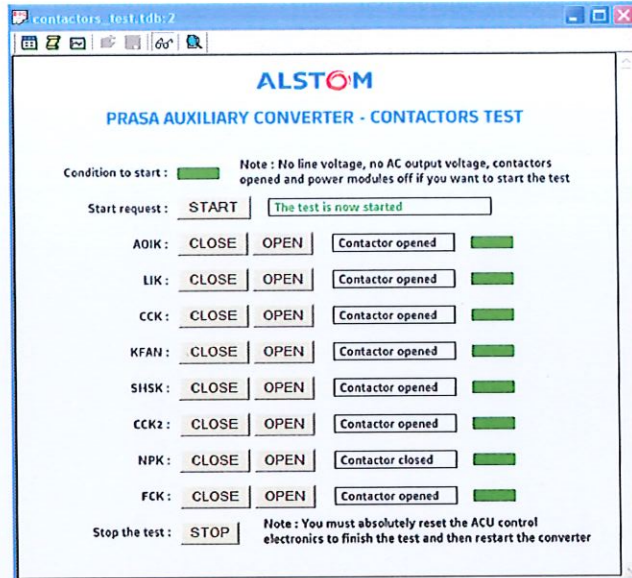 contactors_test.tdb:2
ALSTOM
PRASA AUXILIARY CONVERTER - CONTACTORS TEST
Condition to start :
Note : No line voltage, no AC output voltage, contactors
opened and power modules off if you want to start the test
Start request : START The test is now started
AOIK : CLOSE OPEN Contactor opened
LIK : CLOSE OPEN Contactor opened
CCK : CLOSE OPEN Contactor opened
KFAN : CLOSE OPEN Contactor opened
SHSK : CLOSE OPEN Contactor opened
CCK2 : CLOSE OPEN Contactor opened
NPK : CLOSE OPEN Contactor closed
FCK : CLOSE OPEN Contactor opened
Stop the test : STOP
Note : You must absolutely reset the ACU control
electronics to finish the test and then restart the converter